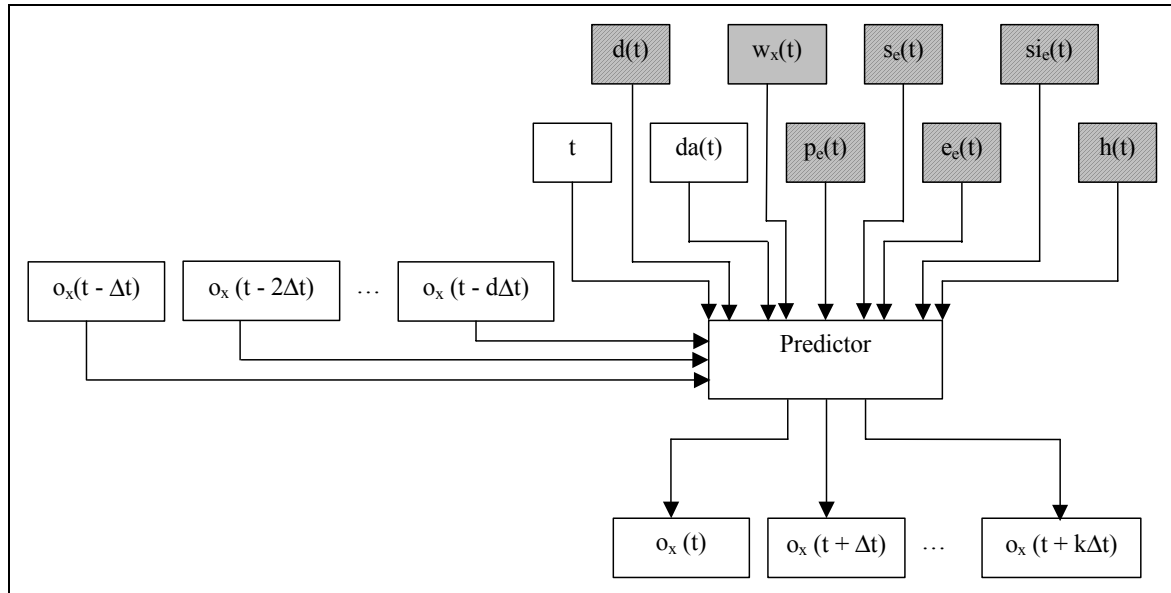 d(t) wₓ(t) sₑ(t) siₑ(t)
t da(t) pₑ(t) eₑ(t) h(t)
oₓ(t - Δt) oₓ (t - 2Δt) … oₓ (t - dΔt)
Predictor
oₓ (t) oₓ (t + Δt) … oₓ (t + kΔt)